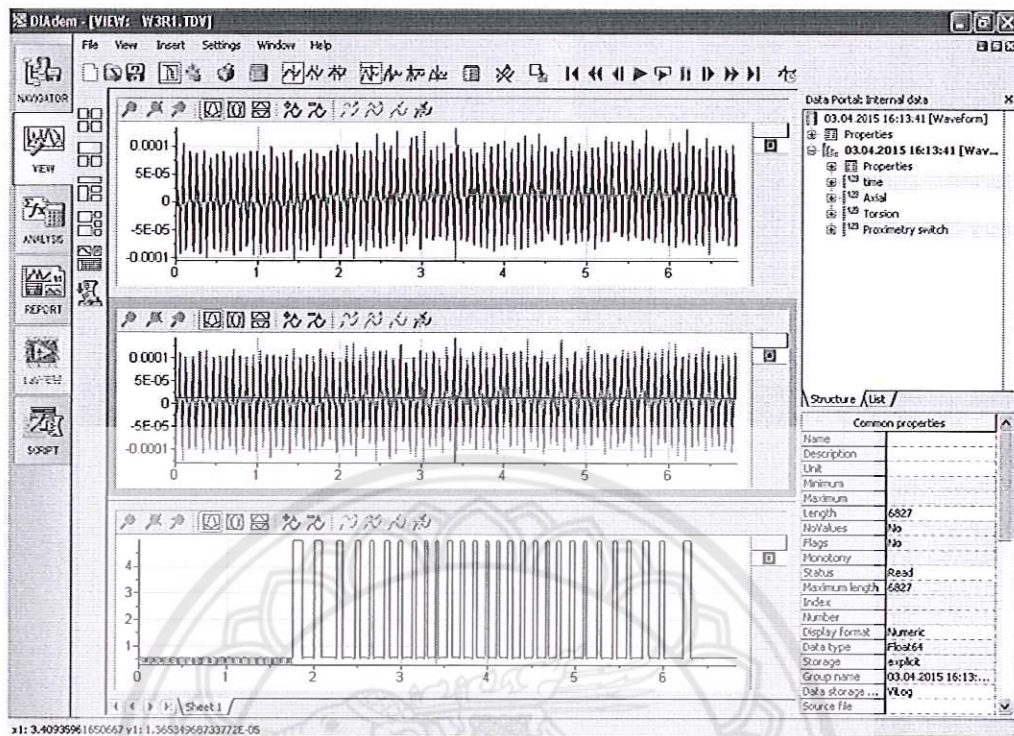 DIAdem - [VIEW: W3R1.TDV]
File View Insert Settings Window Help
NAVIGATOR
VIEW
ANALYSIS
REPORT
SCRIPT
0.0001
5E-05
0
-5E-05
-0.0001
0 1 2 3 4 5 6
0.0001
5E-05
0
-5E-05
-0.0001
0 1 2 3 4 5 6
4
3
2
1
0 1 2 3 4 5 6
Sheet 1
x1: 3.40935961650667 y1: 1.36534968733772E-05
Data Portal: Internal data
03.04.2015 16:13:41 [Waveform]
Properties
03.04.2015 16:13:41 [Wav...
Properties
time
Axial
Torsion
Proximetry switch
Structure List
Common properties
Name
Description
Unit
Minimum
Maximum
Length 6827
NoValues No
Flags No
Monotony
Status Read
Maximum length 6827
Index
Number
Display format Numeric
Data type Float64
Storage explicit
Group name 03.04.2015 16:13:...
Data storage ... ViLog
Source file